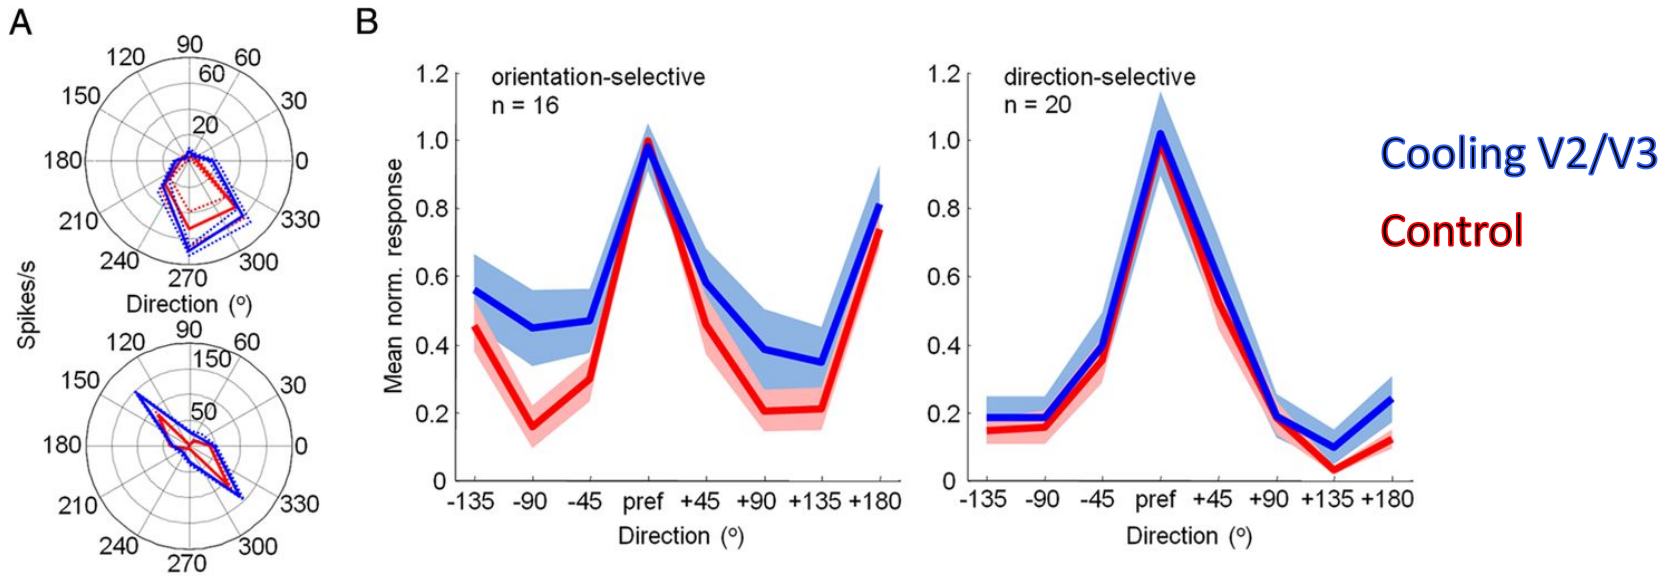 A
90
120
60
60
150
30
20
180
0
210
330
240
300
270
Direction (º)
Spikes/s
90
120
60
150
150
30
50
180
0
210
330
240
300
270
B
orientation-selective
n = 16
1.2
1.0
0.8
0.6
0.4
0.2
0
Mean norm. response
-135 -90 -45 pref +45 +90 +135 +180
Direction (º)
direction-selective
n = 20
1.2
1.0
0.8
0.6
0.4
0.2
0
-135 -90 -45 pref +45 +90 +135 +180
Direction (º)
Cooling V2/V3
Control